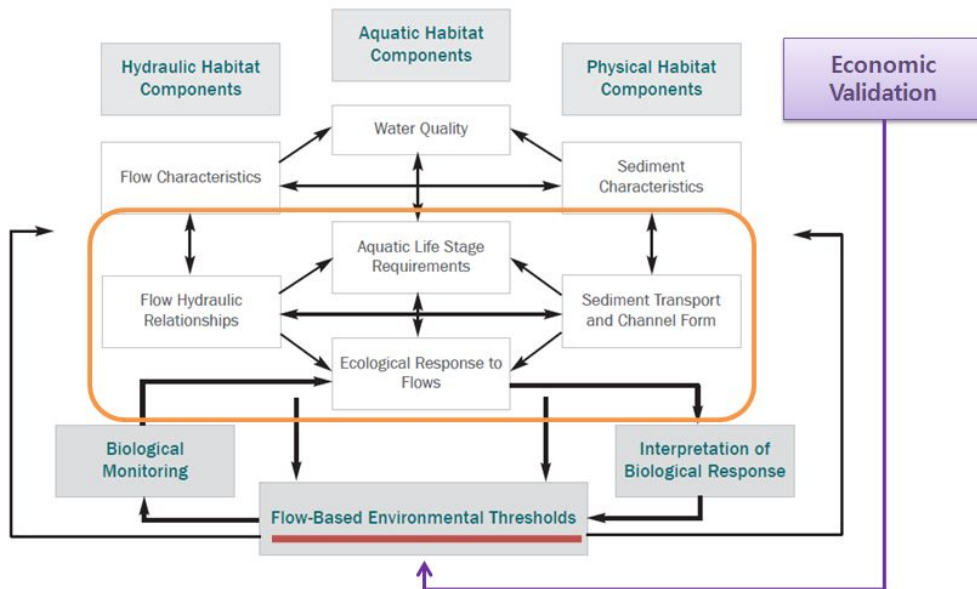 Aquatic Habitat
Components
Hydraulic Habitat
Components
Physical Habitat
Components
Economic
Validation
Water Quality
Flow Characteristics
Sediment
Characteristics
Aquatic Life Stage
Requirements
Flow Hydraulic
Relationships
Sediment Transport
and Channel Form
Ecological Response to
Flows
Biological
Monitoring
Interpretation of
Biological Response
Flow-Based Environmental Thresholds